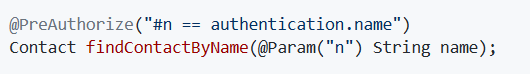 @PreAuthorize("#n == authentication.name")
Contact findContactByName(@Param("n") String name);